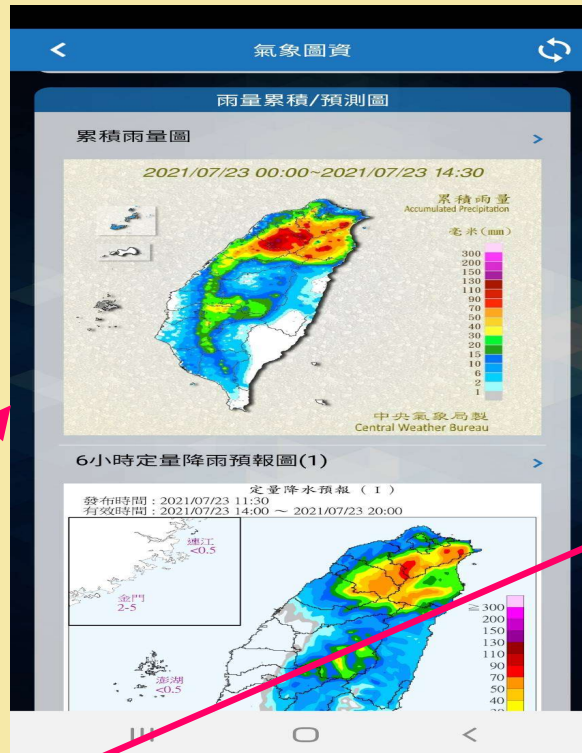 氣象圖資
雨量累積/預測圖
累積雨量圖
2021/07/23 00:00~2021/07/23 14:30
累積雨量
Accumulated Precipitation
毫米(mm)
300
200
150
130
110
90
70
50
40
30
20
15
10
6
2
1
中央氣象局製
Central Weather Bureau
6小時定量降雨預報圖(1)
定量降水預報 (I)
發布時間:2021/07/23 11:30
有效時間:2021/07/23 14:00 ~ 2021/07/23 20:00
連江
<0.5
金門
2-5
澎湖
<0.5
≧300
200
150
130
110
90
70
50
40